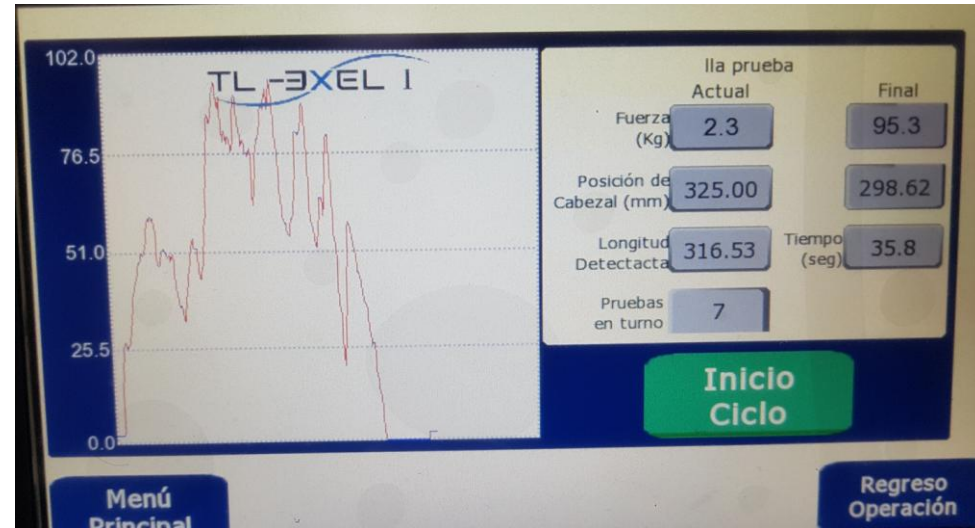 102.0
76.5
51.0
25.5
0.0
TL -EXEL 1
lla prueba
Actual Final
Fuerza (Kg) 2.3 95.3
Posición de Cabezal (mm) 325.00 298.62
Longitud Detectacta 316.53 Tiempo (seg) 35.8
Pruebas en turno 7
Inicio
Ciclo
Menú
Principal
Regreso
Operación